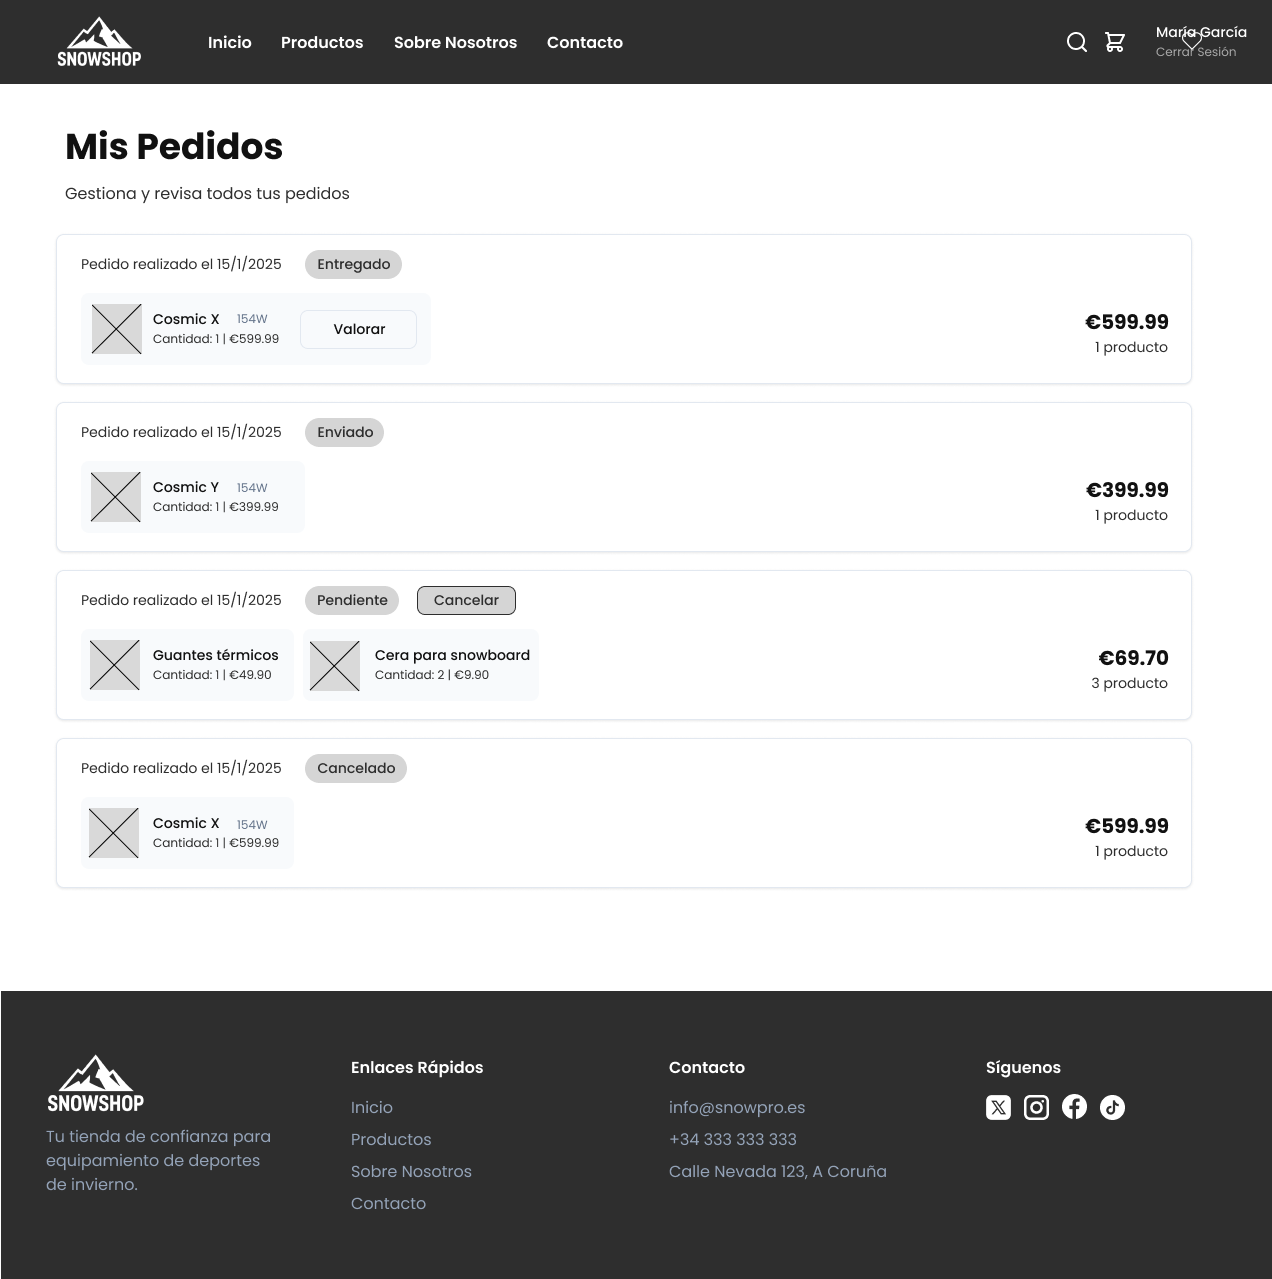 SNOWSHOP
Inicio Productos Sobre Nosotros Contacto
María García
Cerrar Sesión
Mis Pedidos
Gestiona y revisa todos tus pedidos
Pedido realizado el 15/1/2025 Entregado
Cosmic X 154W
Cantidad: 1 | €599.99
Valorar
€599.99
1 producto
Pedido realizado el 15/1/2025 Enviado
Cosmic Y 154W
Cantidad: 1 | €399.99
€399.99
1 producto
Pedido realizado el 15/1/2025 Pendiente Cancelar
Guantes térmicos
Cantidad: 1 | €49.90
Cera para snowboard
Cantidad: 2 | €9.90
€69.70
3 producto
Pedido realizado el 15/1/2025 Cancelado
Cosmic X 154W
Cantidad: 1 | €599.99
€599.99
1 producto
SNOWSHOP
Tu tienda de confianza para
equipamiento de deportes
de invierno.
Enlaces Rápidos
Inicio
Productos
Sobre Nosotros
Contacto
Contacto
info@snowpro.es
+34 333 333 333
Calle Nevada 123, A Coruña
Síguenos